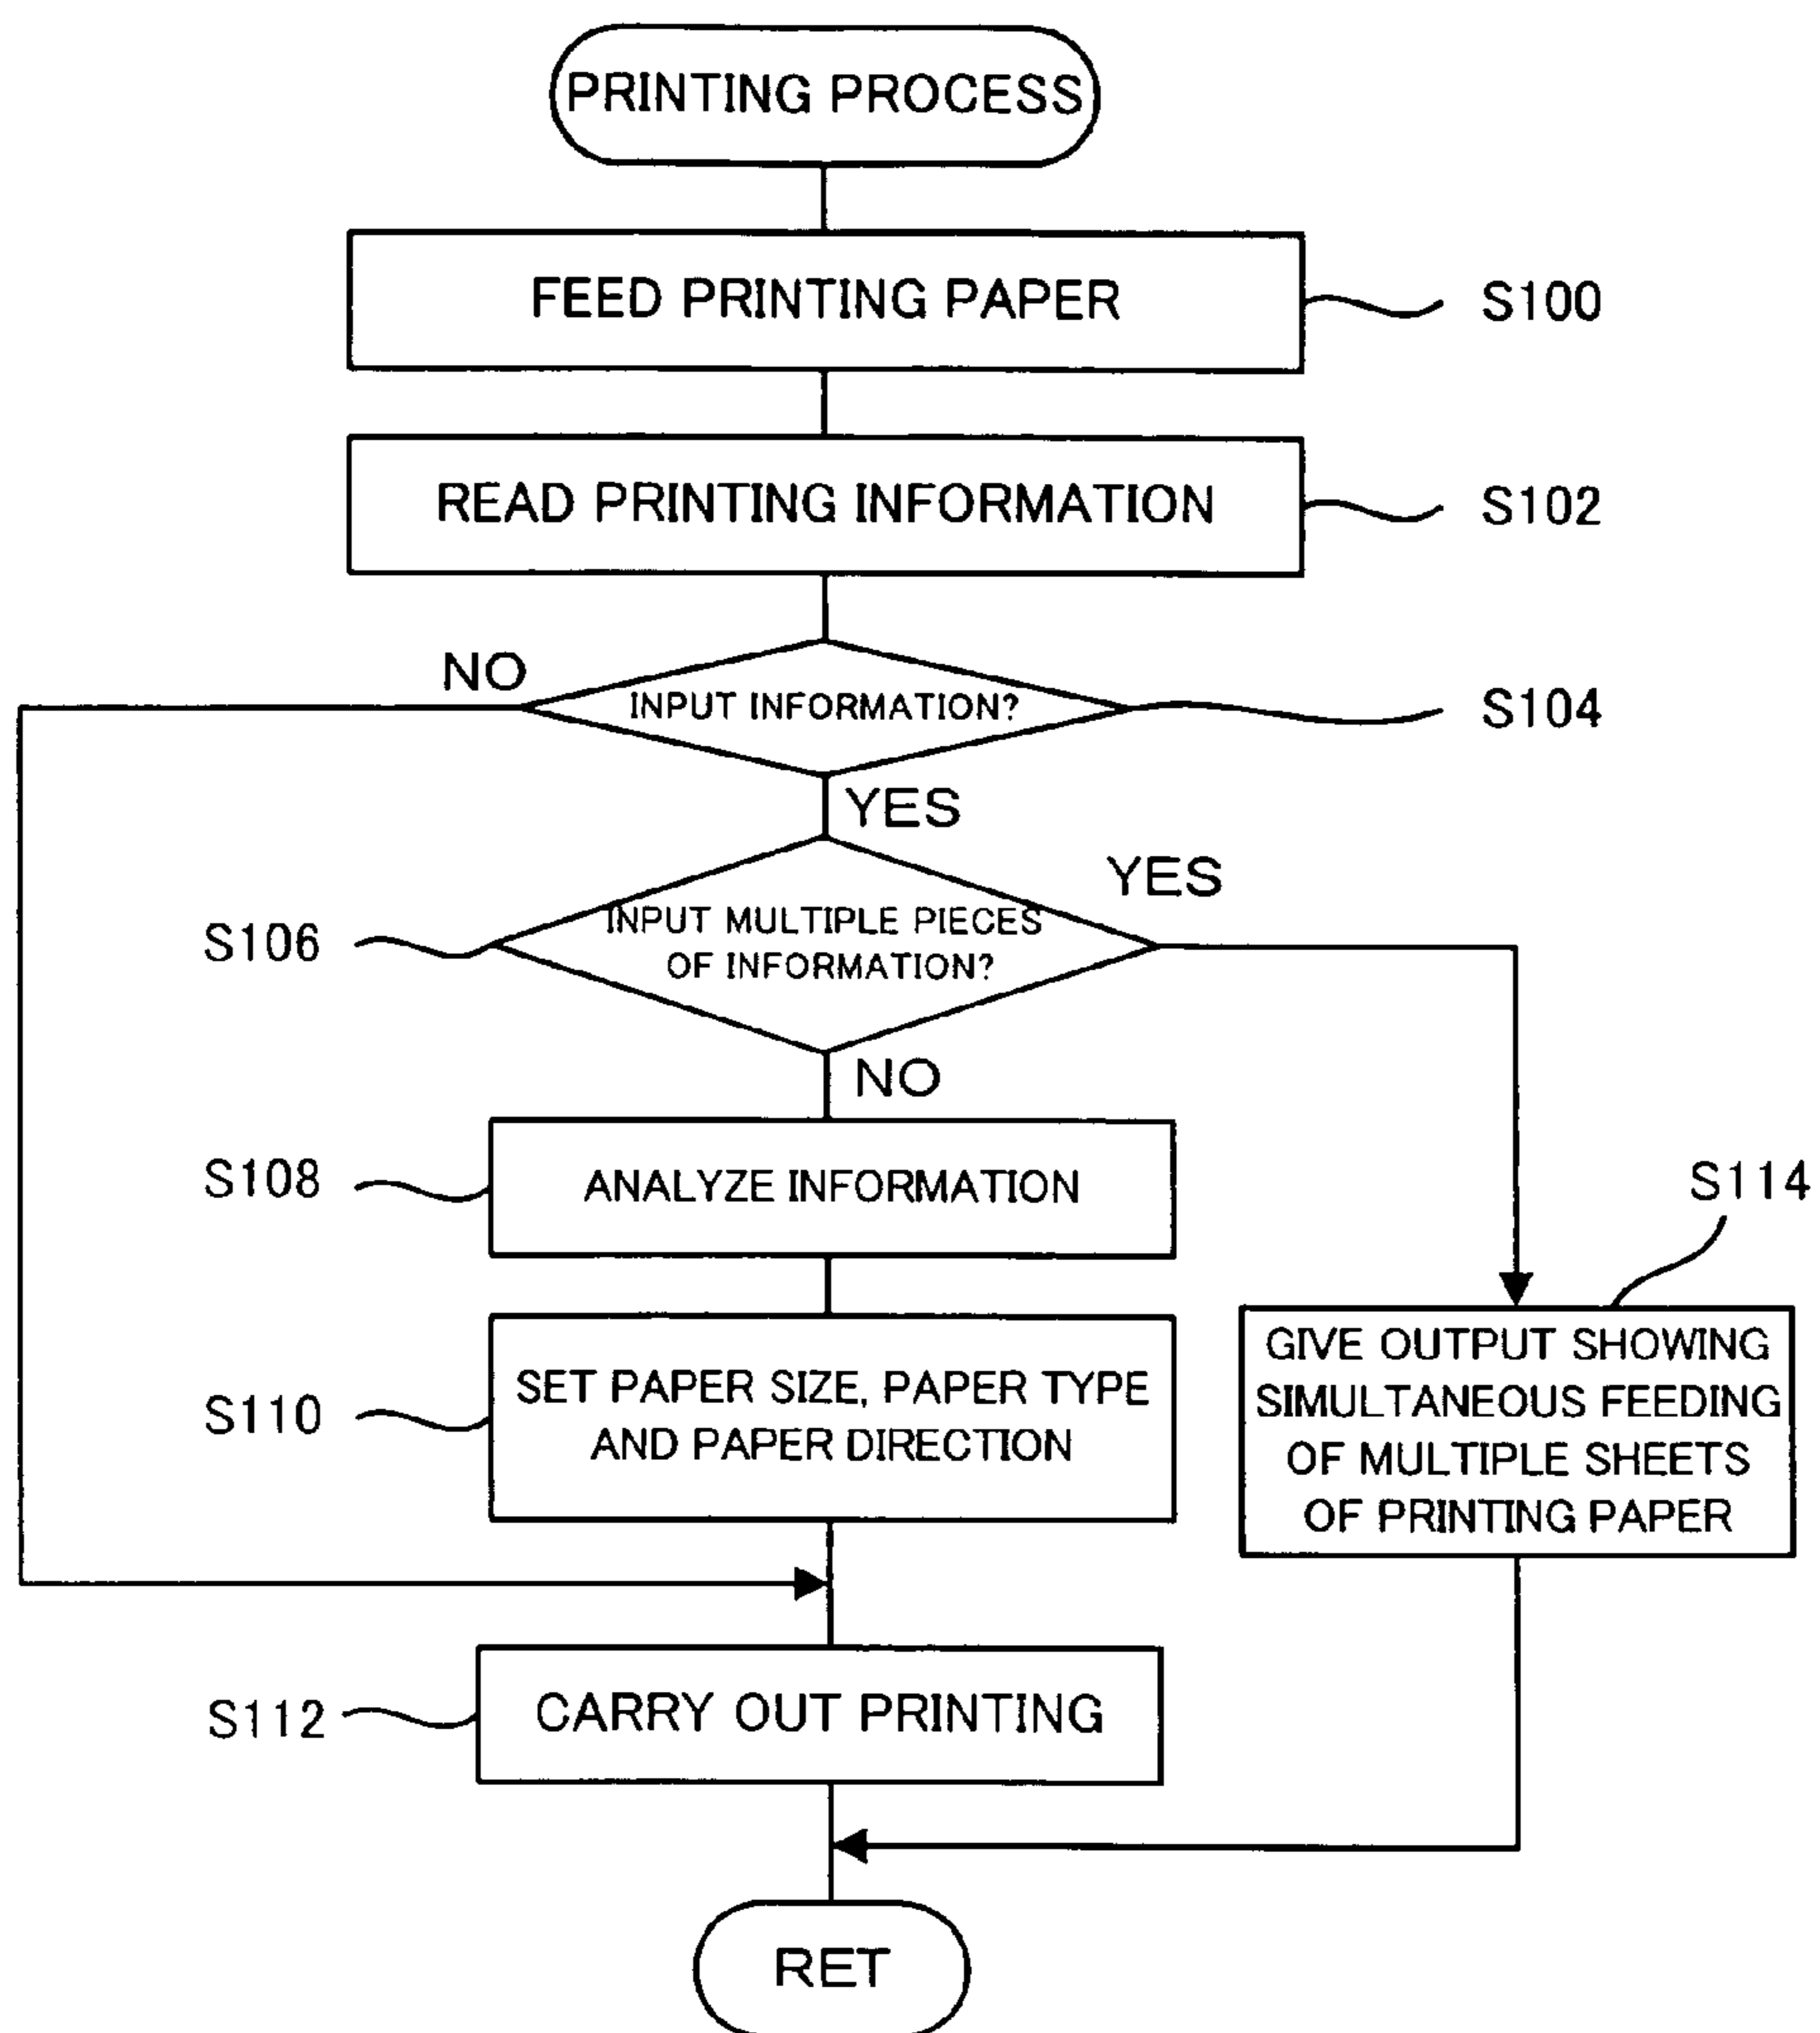 PRINTING PROCESS
FEED PRINTING PAPER
S100
READ PRINTING INFORMATION
S102
NO
INPUT INFORMATION?
S104
YES
YES
S106
INPUT MULTIPLE PIECES
OF INFORMATION?
NO
S108
ANALYZE INFORMATION
S114
S110
SET PAPER SIZE, PAPER TYPE
AND PAPER DIRECTION
GIVE OUTPUT SHOWING
SIMULTANEOUS FEEDING
OF MULTIPLE SHEETS
OF PRINTING PAPER
S112
CARRY OUT PRINTING
RET